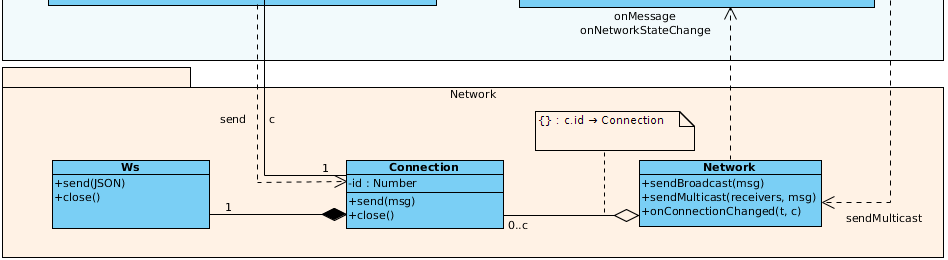 onMessage
onNetworkStateChange
Network
send
c
{} : c.id → Connection
1
Ws
+send(JSON)
+close()
Connection
-id : Number
+send(msg)
+close()
Network
+sendBroadcast(msg)
+sendMulticast(receivers, msg)
+onConnectionChanged(t, c)
1
0..c
sendMulticast